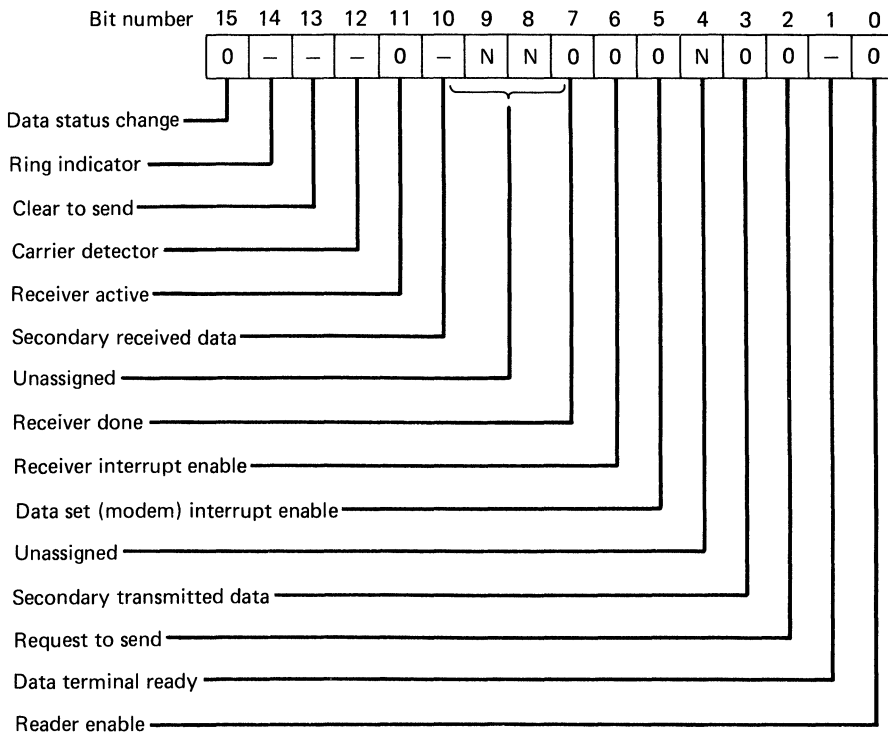 Bit number 15 14 13 12 11 10 9 8 7 6 5 4 3 2 1 0
0 – – – 0 – N N 0 0 0 N 0 0 – 0
Data status change
Ring indicator
Clear to send
Carrier detector
Receiver active
Secondary received data
Unassigned
Receiver done
Receiver interrupt enable
Data set (modem) interrupt enable
Unassigned
Secondary transmitted data
Request to send
Data terminal ready
Reader enable